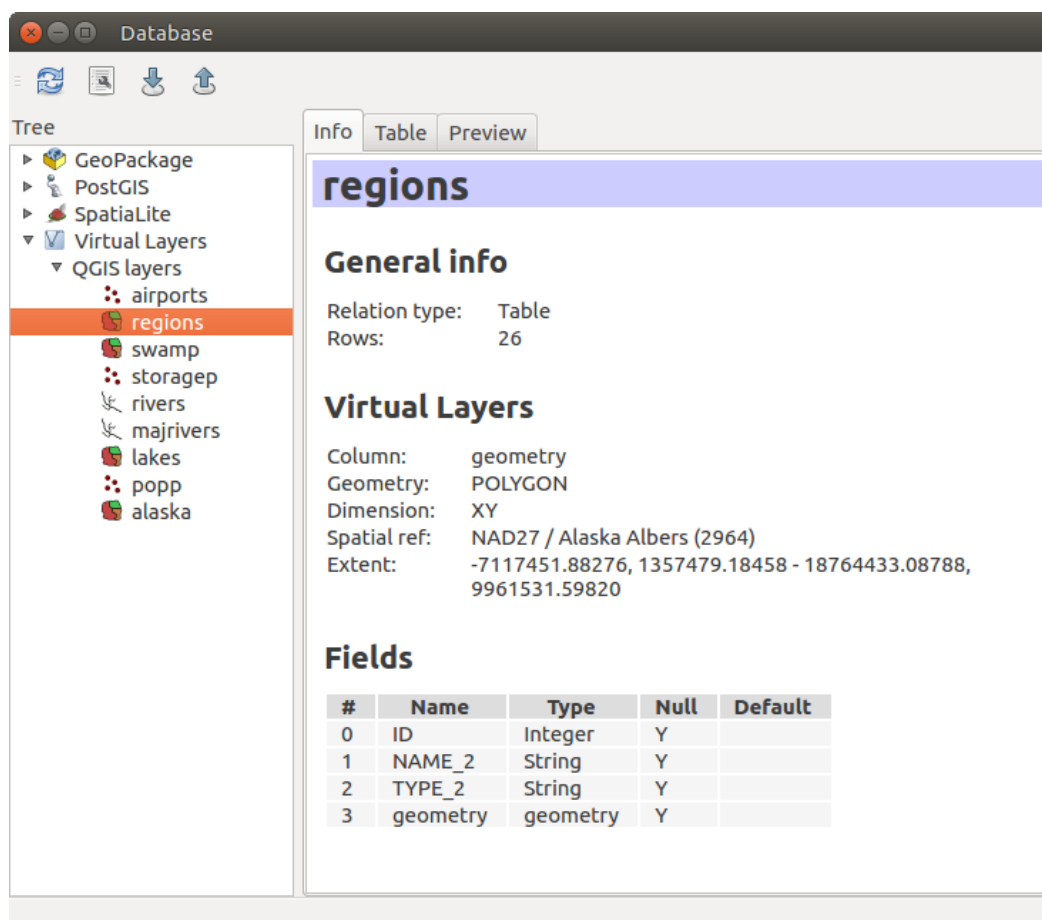 Database
Tree
GeoPackage
PostGIS
SpatiaLite
Virtual Layers
QGIS layers
airports
regions
swamp
storagep
rivers
majrivers
lakes
popp
alaska
Info Table Preview
regions
General info
Relation type: Table
Rows: 26
Virtual Layers
Column: geometry
Geometry: POLYGON
Dimension: XY
Spatial ref: NAD27 / Alaska Albers (2964)
Extent: -7117451.88276, 1357479.18458 - 18764433.08788,
9961531.59820
Fields
# Name Type Null Default
0 ID Integer Y
1 NAME_2 String Y
2 TYPE_2 String Y
3 geometry geometry Y